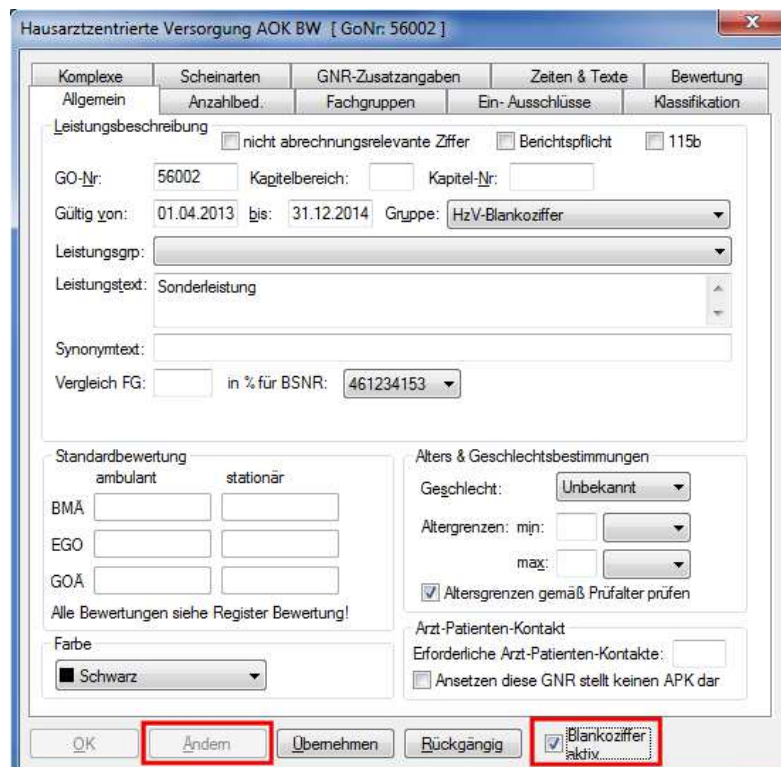 Hausarztzentrierte Versorgung AOK BW [ GoNr: 56002 ]
Komplexe Scheinarten GNR-Zusatzangaben Zeiten & Texte Bewertung
Allgemein Anzahlbed. Fachgruppen Ein- Ausschlüsse Klassifikation
Leistungsbeschreibung
nicht abrechnungsrelevante Ziffer Berichtspflicht 115b
GO-Nr: 56002 Kapitelbereich: Kapitel-Nr:
Gültig von: 01.04.2013 bis: 31.12.2014 Gruppe: HzV-Blankoziffer
Leistungsgrp:
Leistungstext: Sonderleistung
Synonymtext:
Vergleich FG: in % für BSNR: 461234153
Standardbewertung
ambulant stationär
BMÄ
EGO
GOÄ
Alle Bewertungen siehe Register Bewertung!
Farbe
Schwarz
Alters & Geschlechtsbestimmungen
Geschlecht: Unbekannt
Altergrenzen: min:
max:
Altersgrenzen gemäß Prüfalter prüfen
Arzt-Patienten-Kontakt
Erforderliche Arzt-Patienten-Kontakte:
Ansetzen diese GNR stellt keinen APK dar
OK Ändern Übernehmen Rückgängig Blankoziffer
aktiv